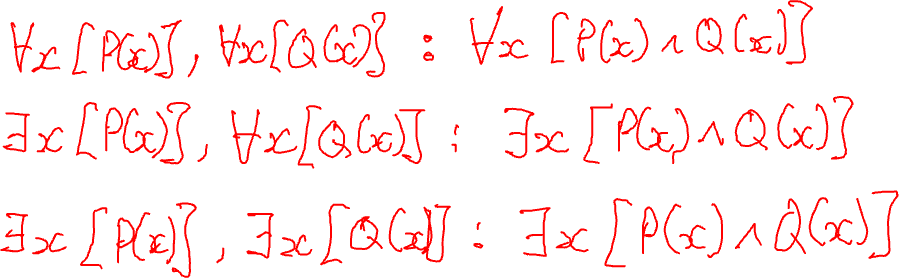 ∀x[P(x)], ∀x[Q(x)] : ∀x[P(x)∧Q(x)]
∃x[P(x)], ∀x[Q(x)] : ∃x[P(x)∧Q(x)]
∃x[P(x)], ∃x[Q(x)] : ∃x[P(x)∧Q(x)]